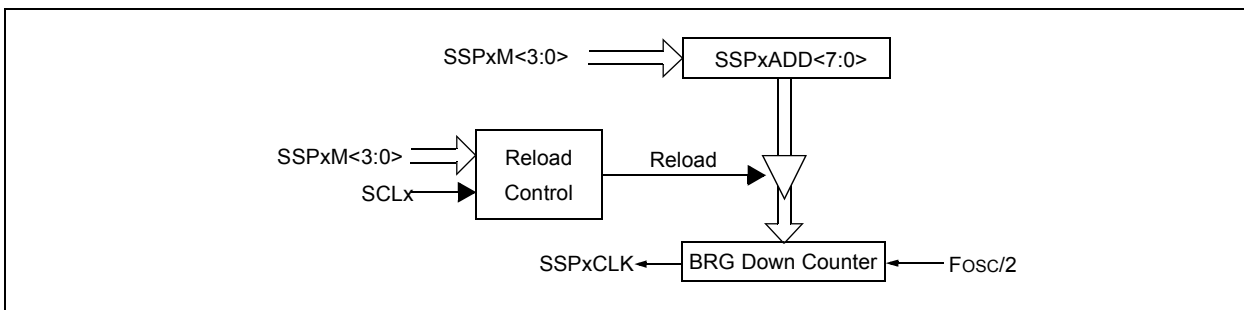 SSPxM<3:0>
SSPxADD<7:0>
SSPxM<3:0>
Reload
Control
Reload
SCLx
SSPxCLK
BRG Down Counter
FOSC/2